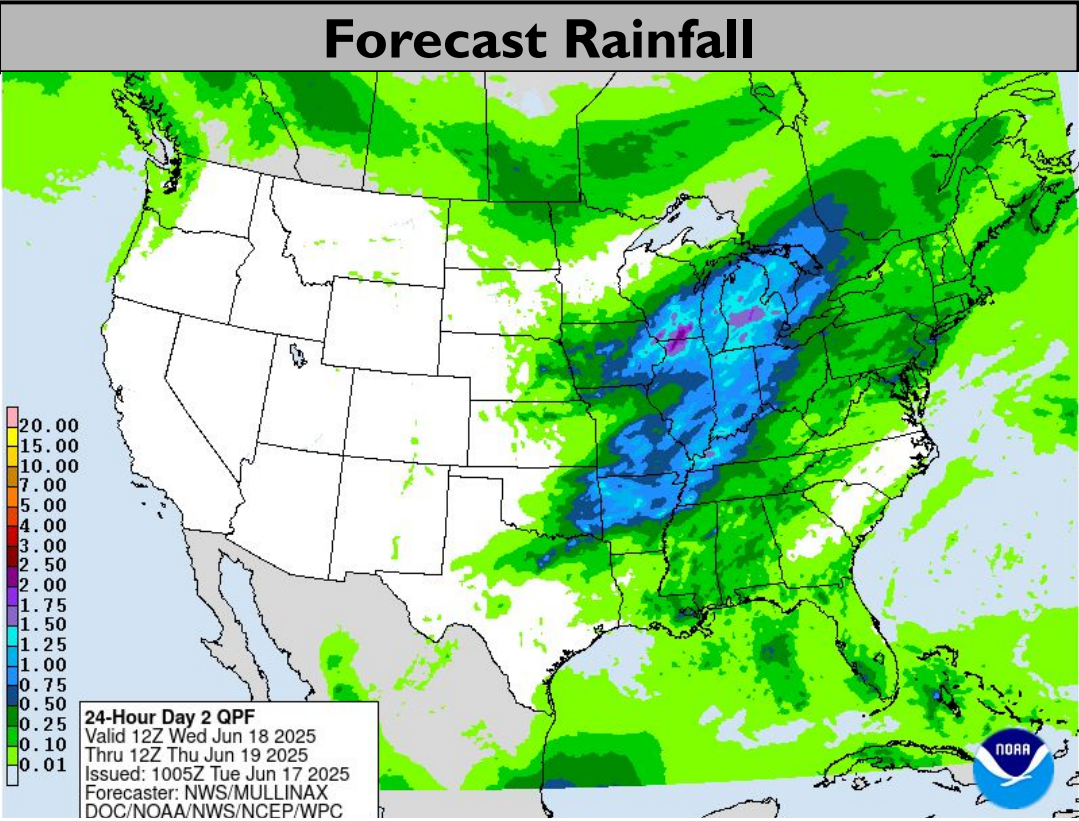 Forecast Rainfall
20.00
15.00
10.00
7.00
5.00
4.00
3.00
2.50
2.00
1.75
1.50
1.25
1.00
0.75
0.50
0.25
0.10
0.01
24-Hour Day 2 QPF
Valid 12Z Wed Jun 18 2025
Thru 12Z Thu Jun 19 2025
Issued: 1005Z Tue Jun 17 2025
Forecaster: NWS/MULLINAX
DOC/NOAA/NWS/NCEP/WPC
NOAA